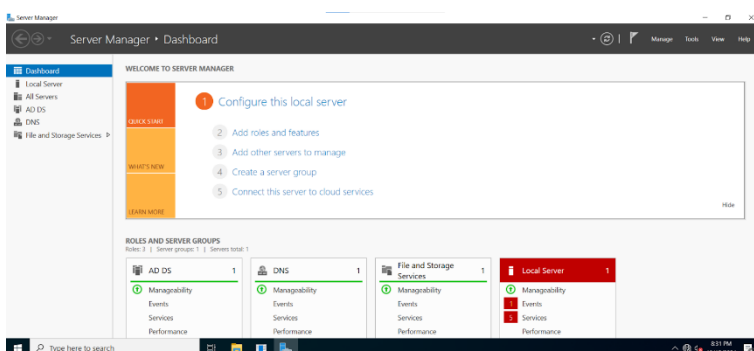 Server Manager
Server Manager • Dashboard
Manage Tools View Help
Dashboard
Local Server
All Servers
AD DS
DNS
File and Storage Services
WELCOME TO SERVER MANAGER
QUICK START
WHAT'S NEW
LEARN MORE
1 Configure this local server
2 Add roles and features
3 Add other servers to manage
4 Create a server group
5 Connect this server to cloud services
Hide
ROLES AND SERVER GROUPS
Roles: 3 | Server groups: 1 | Servers total: 1
AD DS 1
Manageability
Events
Services
Performance
DNS 1
Manageability
Events
Services
Performance
File and Storage Services 1
Manageability
Events
Services
Performance
Local Server 1
Manageability
1 Events
5 Services
Performance
Type here to search
8:31 PM